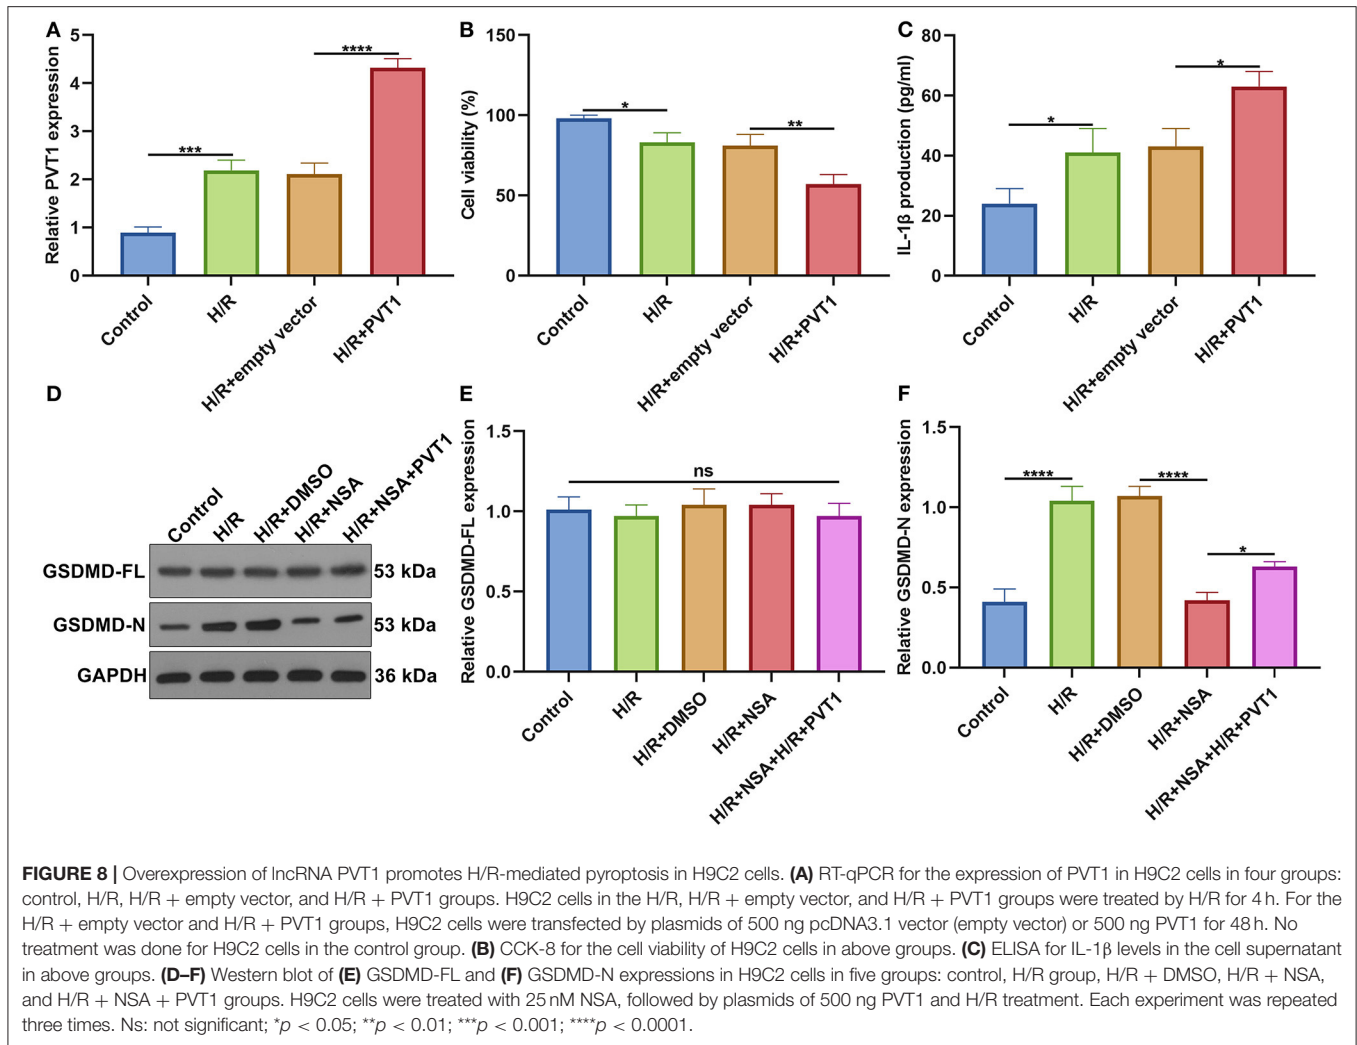 A
Relative PVT1 expression
5
4
3
2
1
0
***
****
Control
H/R
H/R+empty vector
H/R+PVT1
B
Cell viability (%)
150
100
50
0
*
**
Control
H/R
H/R+empty vector
H/R+PVT1
C
IL-1β production (pg/ml)
80
60
40
20
0
*
*
Control
H/R
H/R+empty vector
H/R+PVT1
D
Control
H/R
H/R+DMSO
H/R+NSA
H/R+NSA+PVT1
GSDMD-FL 53 kDa
GSDMD-N 53 kDa
GAPDH 36 kDa
E
Relative GSDMD-FL expression
1.5
1.0
0.5
0.0
ns
Control
H/R
H/R+DMSO
H/R+NSA
H/R+NSA+H/R+PVT1
F
Relative GSDMD-N expression
1.5
1.0
0.5
0.0
****
****
*
Control
H/R
H/R+DMSO
H/R+NSA
H/R+NSA+H/R+PVT1
FIGURE 8 | Overexpression of lncRNA PVT1 promotes H/R-mediated pyroptosis in H9C2 cells. (A) RT-qPCR for the expression of PVT1 in H9C2 cells in four groups:
control, H/R, H/R + empty vector, and H/R + PVT1 groups. H9C2 cells in the H/R, H/R + empty vector, and H/R + PVT1 groups were treated by H/R for 4 h. For the
H/R + empty vector and H/R + PVT1 groups, H9C2 cells were transfected by plasmids of 500 ng pcDNA3.1 vector (empty vector) or 500 ng PVT1 for 48 h. No
treatment was done for H9C2 cells in the control group. (B) CCK-8 for the cell viability of H9C2 cells in above groups. (C) ELISA for IL-1β levels in the cell supernatant
in above groups. (D–F) Western blot of (E) GSDMD-FL and (F) GSDMD-N expressions in H9C2 cells in five groups: control, H/R group, H/R + DMSO, H/R + NSA,
and H/R + NSA + PVT1 groups. H9C2 cells were treated with 25 nM NSA, followed by plasmids of 500 ng PVT1 and H/R treatment. Each experiment was repeated
three times. Ns: not significant; *p < 0.05; **p < 0.01; ***p < 0.001; ****p < 0.0001.